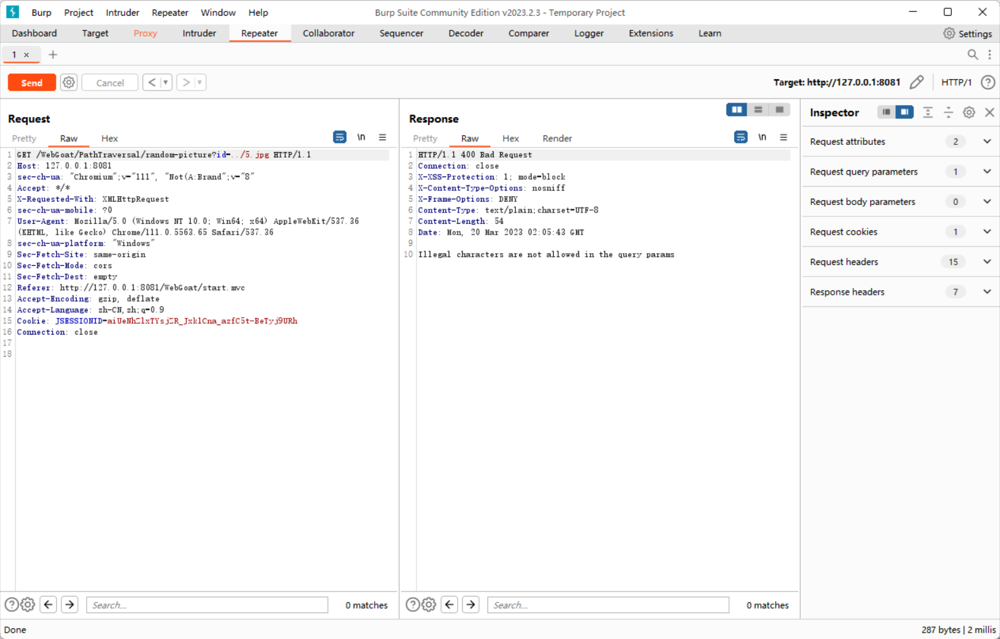 Burp Project Intruder Repeater Window Help Burp Suite Community Edition v2023.2.3 - Temporary Project
Dashboard Target Proxy Intruder Repeater Collaborator Sequencer Decoder Comparer Logger Extensions Learn Settings
1 ×
Send Cancel < > Target: http://127.0.0.1:8081 HTTP/1 ?
Request
Pretty Raw Hex \n
1 GET /WebGoat/PathTraversal/random-picture?id=../5.jpg HTTP/1.1
2 Host: 127.0.0.1:8081
3 sec-ch-ua: "Chromium";v="111", "Not(A:Brand";v="8"
4 Accept: */*
5 X-Requested-With: XMLHttpRequest
6 sec-ch-ua-mobile: ?0
7 User-Agent: Mozilla/5.0 (Windows NT 10.0; Win64; x64) AppleWebKit/537.36
(KHTML, like Gecko) Chrome/111.0.5563.65 Safari/537.36
8 sec-ch-ua-platform: "Windows"
9 Sec-Fetch-Site: same-origin
10 Sec-Fetch-Mode: cors
11 Sec-Fetch-Dest: empty
12 Referer: http://127.0.0.1:8081/WebGoat/start.mvc
13 Accept-Encoding: gzip, deflate
14 Accept-Language: zh-CN,zh;q=0.9
15 Cookie: JSESSIONID=
16 Connection: close
17
18
? Search... 0 matches
Response
Pretty Raw Hex Render \n
1 HTTP/1.1 400 Bad Request
2 Connection: close
3 X-XSS-Protection: 1; mode=block
4 X-Content-Type-Options: nosniff
5 X-Frame-Options: DENY
6 Content-Type: text/plain;charset=UTF-8
7 Content-Length: 54
8 Date: Mon, 20 Mar 2023 02:05:43 GMT
9
10 Illegal characters are not allowed in the query params
? Search... 0 matches
Inspector
Request attributes 2
Request query parameters 1
Request body parameters 0
Request cookies 1
Request headers 15
Response headers 7
Done 287 bytes | 2 millis